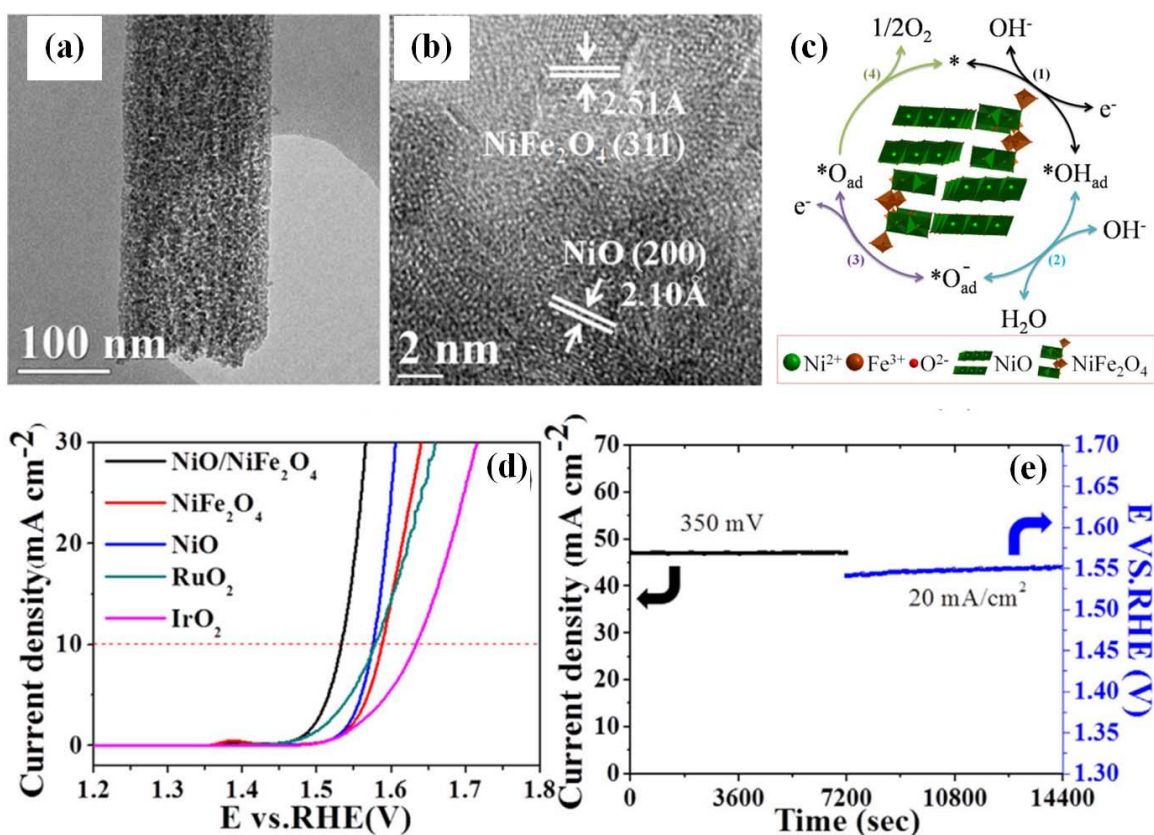 (a)
100 nm
(b)
2.51A
NiFe₂O₄ (311)
NiO (200)
2.10A
2 nm
(c)
1/2O₂
OH⁻
*
(4)
(1)
e⁻
*Oad
*OHad
e⁻
(3)
(2)
OH⁻
*O⁻ad
H₂O
Ni²⁺ Fe³⁺ O²⁻ NiO NiFe₂O₄
(d)
Current density(mA cm⁻²)
30
20
10
0
NiO/NiFe₂O₄
NiFe₂O₄
NiO
RuO₂
IrO₂
1.2 1.3 1.4 1.5 1.6 1.7 1.8
E vs.RHE(V)
(e)
Current density (mA cm⁻²)
70
60
50
40
30
20
10
0
350 mV
20 mA/cm²
1.70
1.65
1.60
1.55
1.50
1.45
1.40
1.35
1.30
E VS.RHE (V)
0 3600 7200 10800 14400
Time (sec)